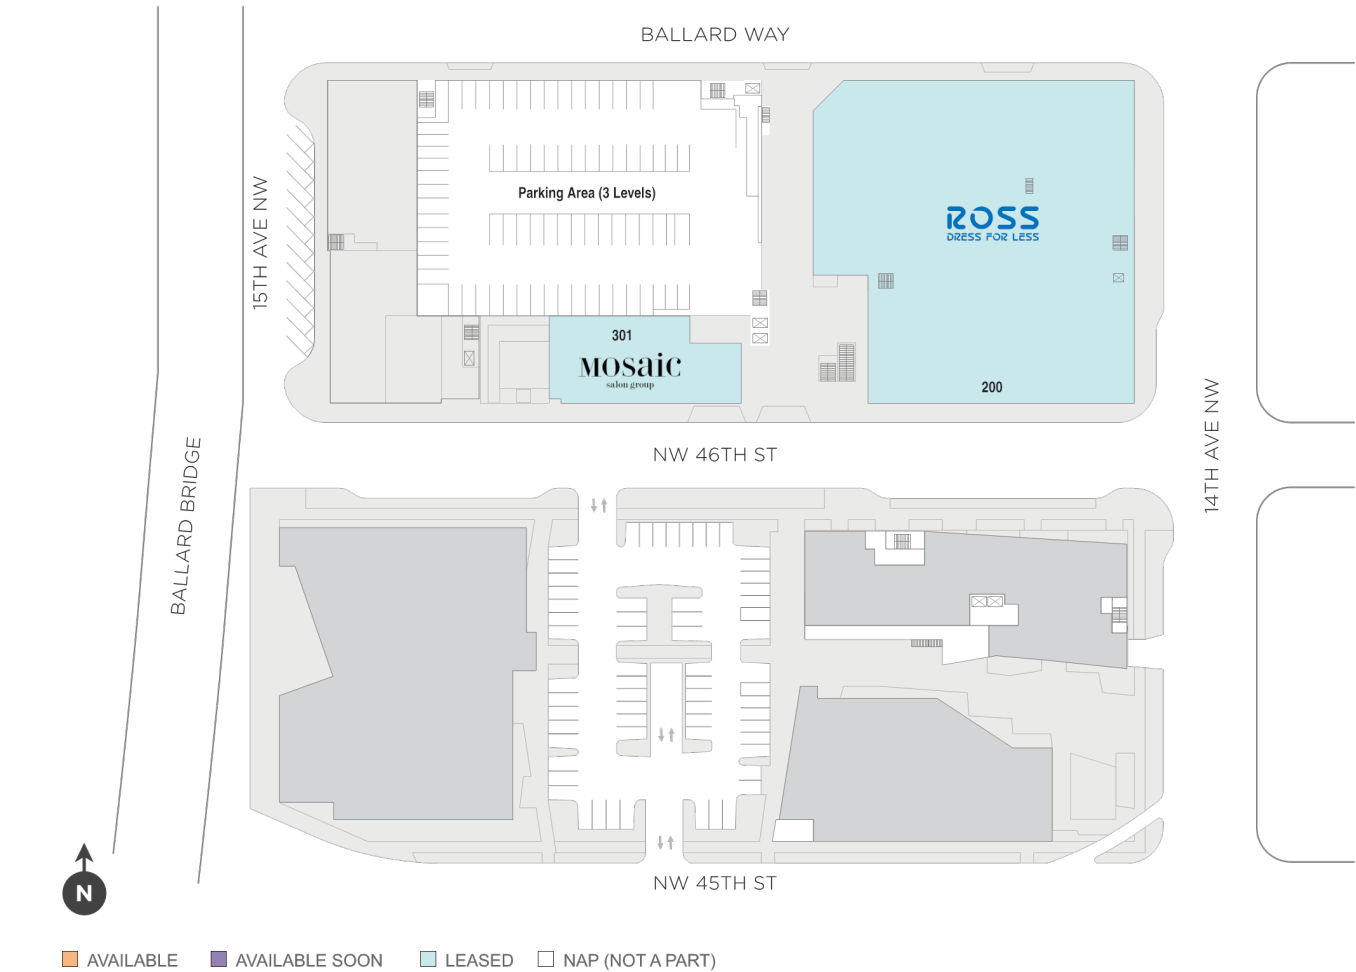 BALLARD WAY
15TH AVE NW
Parking Area (3 Levels)
ROSS
DRESS FOR LESS
301
MOSAIC
salon group
200
NW 46TH ST
14TH AVE NW
BALLARD BRIDGE
NW 45TH ST
N
AVAILABLE
AVAILABLE SOON
LEASED
NAP (NOT A PART)